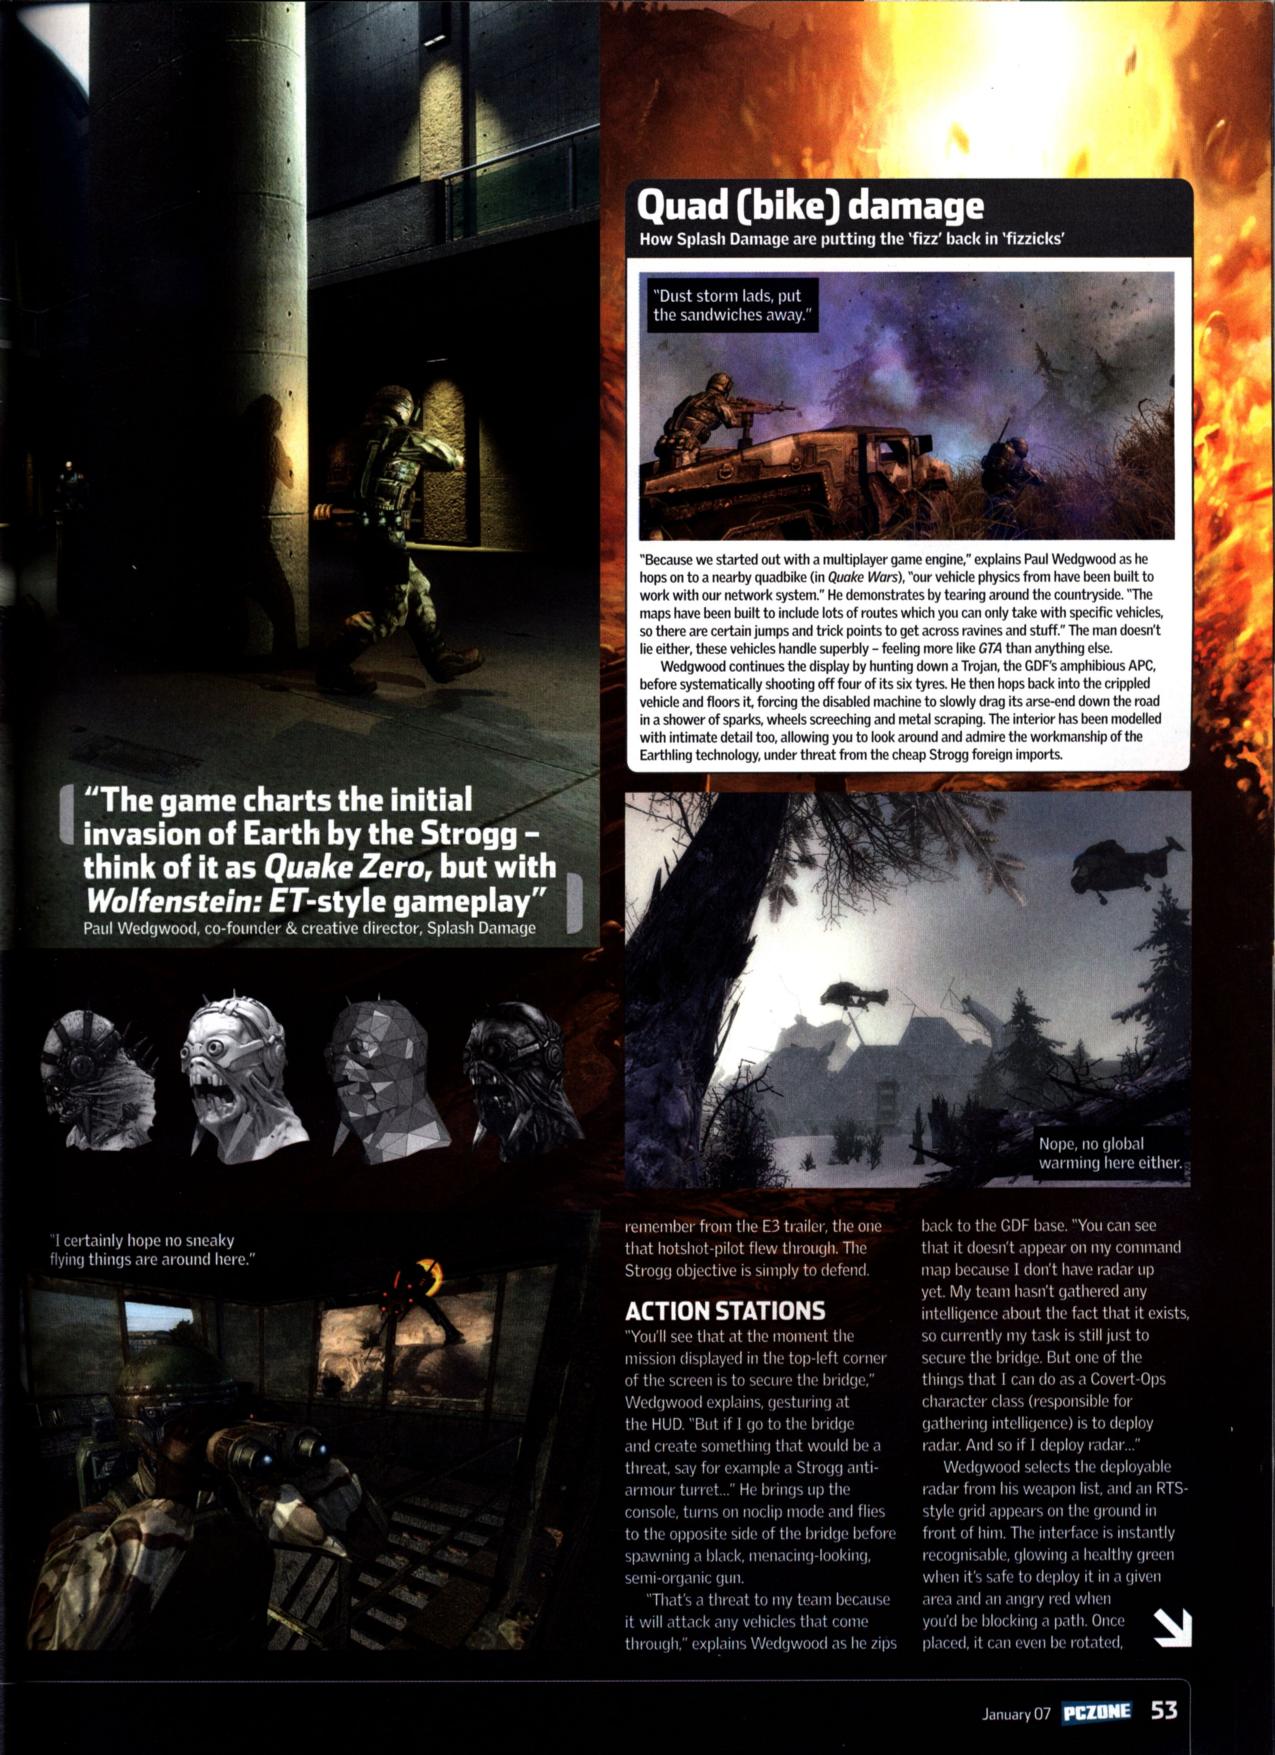 Quad (bike) damage
How Splash Damage are putting the 'fizz' back in 'fizzicks'
"Dust storm lads, put
the sandwiches away."
"Because we started out with a multiplayer game engine," explains Paul Wedgwood as he
hops on to a nearby quadbike (in Quake Wars), "our vehicle physics from have been built to
work with our network system." He demonstrates by tearing around the countryside. "The
maps have been built to include lots of routes which you can only take with specific vehicles,
so there are certain jumps and trick points to get across ravines and stuff." The man doesn't
lie either, these vehicles handle superbly – feeling more like GTA than anything else.
Wedgwood continues the display by hunting down a Trojan, the GDF's amphibious APC,
before systematically shooting off four of its six tyres. He then hops back into the crippled
vehicle and floors it, forcing the disabled machine to slowly drag its arse-end down the road
in a shower of sparks, wheels screeching and metal scraping. The interior has been modelled
with intimate detail too, allowing you to look around and admire the workmanship of the
Earthling technology, under threat from the cheap Strogg foreign imports.
"The game charts the initial
invasion of Earth by the Strogg –
think of it as Quake Zero, but with
Wolfenstein: ET-style gameplay"
Paul Wedgwood, co-founder & creative director, Splash Damage
Nope, no global
warming here either.
"I certainly hope no sneaky
flying things are around here."
remember from the E3 trailer, the one
that hotshot-pilot flew through. The
Strogg objective is simply to defend.
ACTION STATIONS
"You'll see that at the moment the
mission displayed in the top-left corner
of the screen is to secure the bridge,"
Wedgwood explains, gesturing at
the HUD. "But if I go to the bridge
and create something that would be a
threat, say for example a Strogg anti-
armour turret..." He brings up the
console, turns on noclip mode and flies
to the opposite side of the bridge before
spawning a black, menacing-looking,
semi-organic gun.
"That's a threat to my team because
it will attack any vehicles that come
through," explains Wedgwood as he zips
back to the GDF base. "You can see
that it doesn't appear on my command
map because I don't have radar up
yet. My team hasn't gathered any
intelligence about the fact that it exists,
so currently my task is still just to
secure the bridge. But one of the
things that I can do as a Covert-Ops
character class (responsible for
gathering intelligence) is to deploy
radar. And so if I deploy radar..."
Wedgwood selects the deployable
radar from his weapon list, and an RTS-
style grid appears on the ground in
front of him. The interface is instantly
recognisable, glowing a healthy green
when it's safe to deploy it in a given
area and an angry red when
you'd be blocking a path. Once
placed, it can even be rotated,
January 07 PCZONE 53